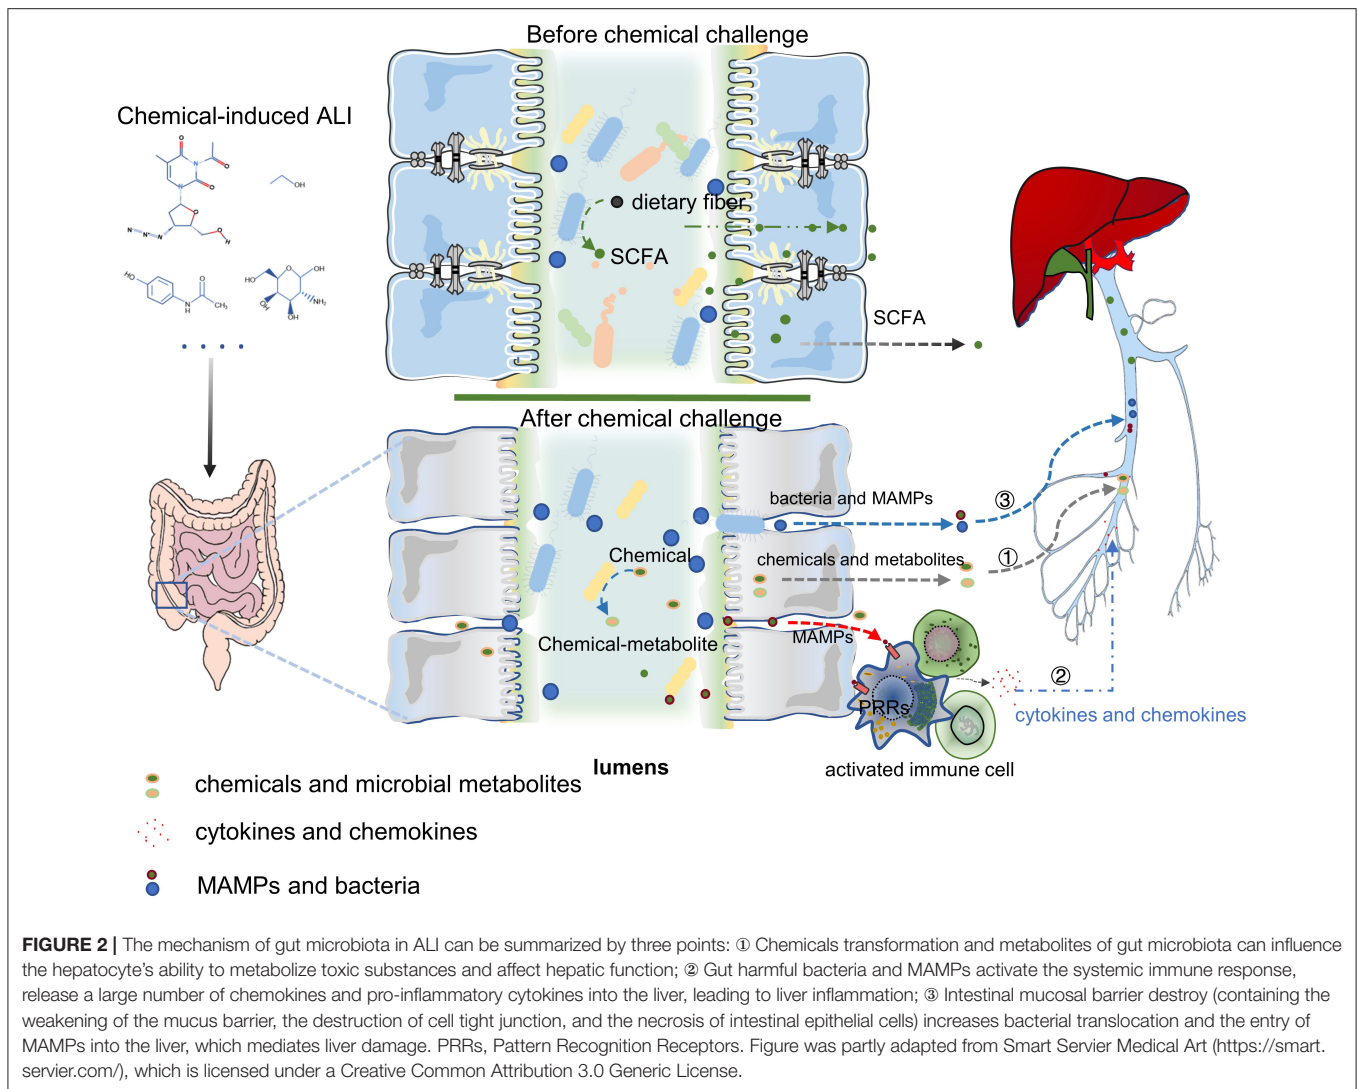 Before chemical challenge
Chemical-induced ALI
O
O
N
N
O
O
N
N
N
O
H
OH
HO
O
N
H
CH₃
HO
O
OH
HO
OH
NH₂
OH
dietary fiber
SCFA
SCFA
After chemical challenge
bacteria and MAMPs
③
Chemical
chemicals and metabolites
①
Chemical-metabolite
MAMPs
②
PRRs
cytokines and chemokines
lumens
activated immune cell
chemicals and microbial metabolites
cytokines and chemokines
MAMPs and bacteria
FIGURE 2 | The mechanism of gut microbiota in ALI can be summarized by three points: ① Chemicals transformation and metabolites of gut microbiota can influence
the hepatocyte's ability to metabolize toxic substances and affect hepatic function; ② Gut harmful bacteria and MAMPs activate the systemic immune response,
release a large number of chemokines and pro-inflammatory cytokines into the liver, leading to liver inflammation; ③ Intestinal mucosal barrier destroy (containing the
weakening of the mucus barrier, the destruction of cell tight junction, and the necrosis of intestinal epithelial cells) increases bacterial translocation and the entry of
MAMPs into the liver, which mediates liver damage. PRRs, Pattern Recognition Receptors. Figure was partly adapted from Smart Servier Medical Art (https://smart.
servier.com/), which is licensed under a Creative Common Attribution 3.0 Generic License.